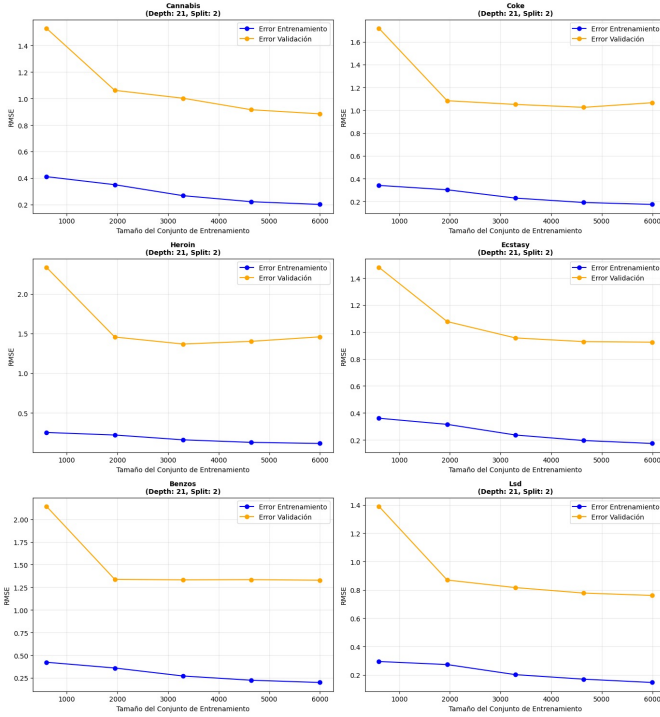 Cannabis
(Depth: 21, Split: 2)
Error Entrenamiento
Error Validación
RMSE
1.4
1.2
1.0
0.8
0.6
0.4
0.2
1000 2000 3000 4000 5000 6000
Tamaño del Conjunto de Entrenamiento
Coke
(Depth: 21, Split: 2)
Error Entrenamiento
Error Validación
RMSE
1.6
1.4
1.2
1.0
0.8
0.6
0.4
0.2
1000 2000 3000 4000 5000 6000
Tamaño del Conjunto de Entrenamiento
Heroin
(Depth: 21, Split: 2)
Error Entrenamiento
Error Validación
RMSE
2.0
1.5
1.0
0.5
1000 2000 3000 4000 5000 6000
Tamaño del Conjunto de Entrenamiento
Ecstasy
(Depth: 21, Split: 2)
Error Entrenamiento
Error Validación
RMSE
1.4
1.2
1.0
0.8
0.6
0.4
0.2
1000 2000 3000 4000 5000 6000
Tamaño del Conjunto de Entrenamiento
Benzos
(Depth: 21, Split: 2)
Error Entrenamiento
Error Validación
RMSE
2.00
1.75
1.50
1.25
1.00
0.75
0.50
0.25
1000 2000 3000 4000 5000 6000
Tamaño del Conjunto de Entrenamiento
Lsd
(Depth: 21, Split: 2)
Error Entrenamiento
Error Validación
RMSE
1.4
1.2
1.0
0.8
0.6
0.4
0.2
1000 2000 3000 4000 5000 6000
Tamaño del Conjunto de Entrenamiento